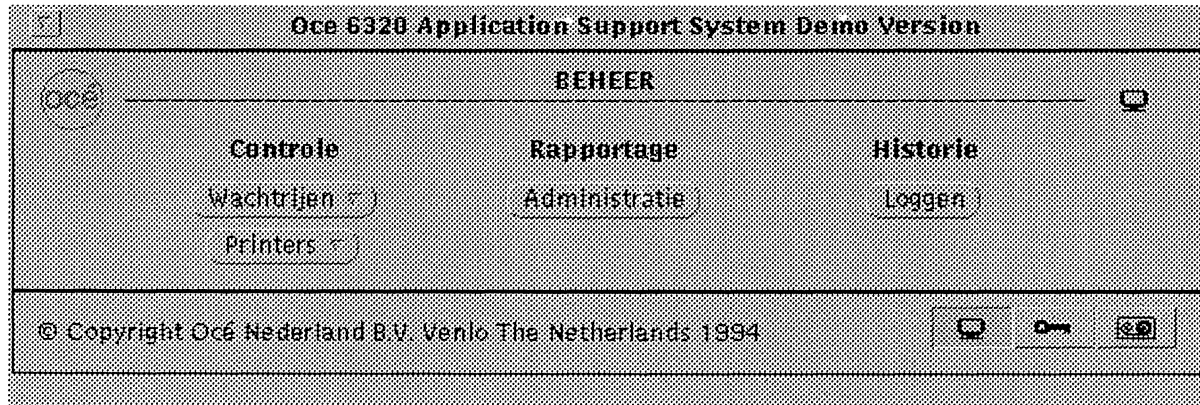 Oce 6320 Application Support System Demo Version
océ
BEHEER
Controle Rapportage Historie
Wachtrijen Administratie Loggen
Printers
© Copyright Océ Nederland B.V. Venlo The Netherlands 1994